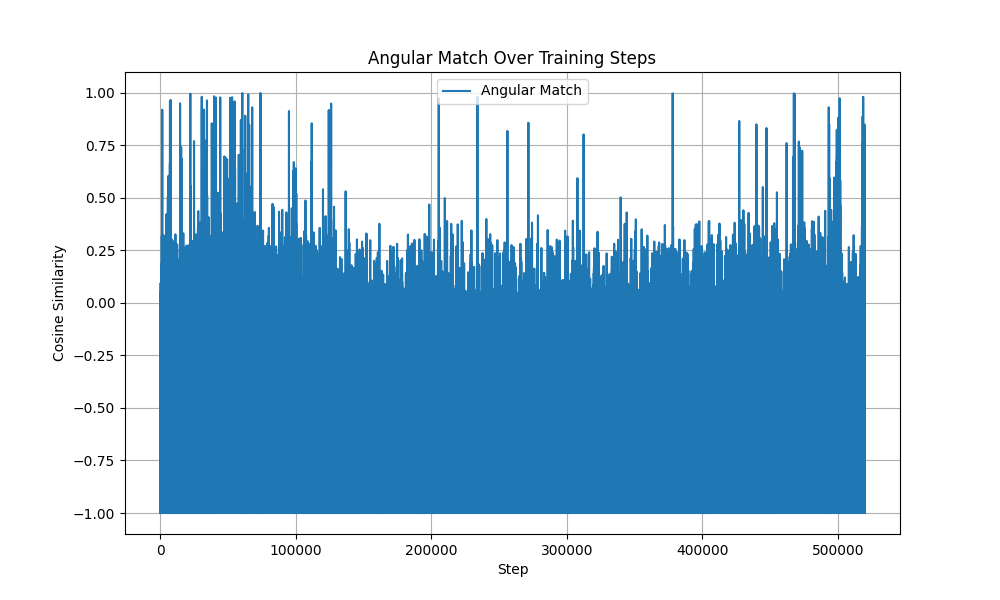 Angular Match Over Training Steps
Angular Match
1.00
0.75
0.50
0.25
0.00
−0.25
−0.50
−0.75
−1.00
Cosine Similarity
0 100000 200000 300000 400000 500000
Step